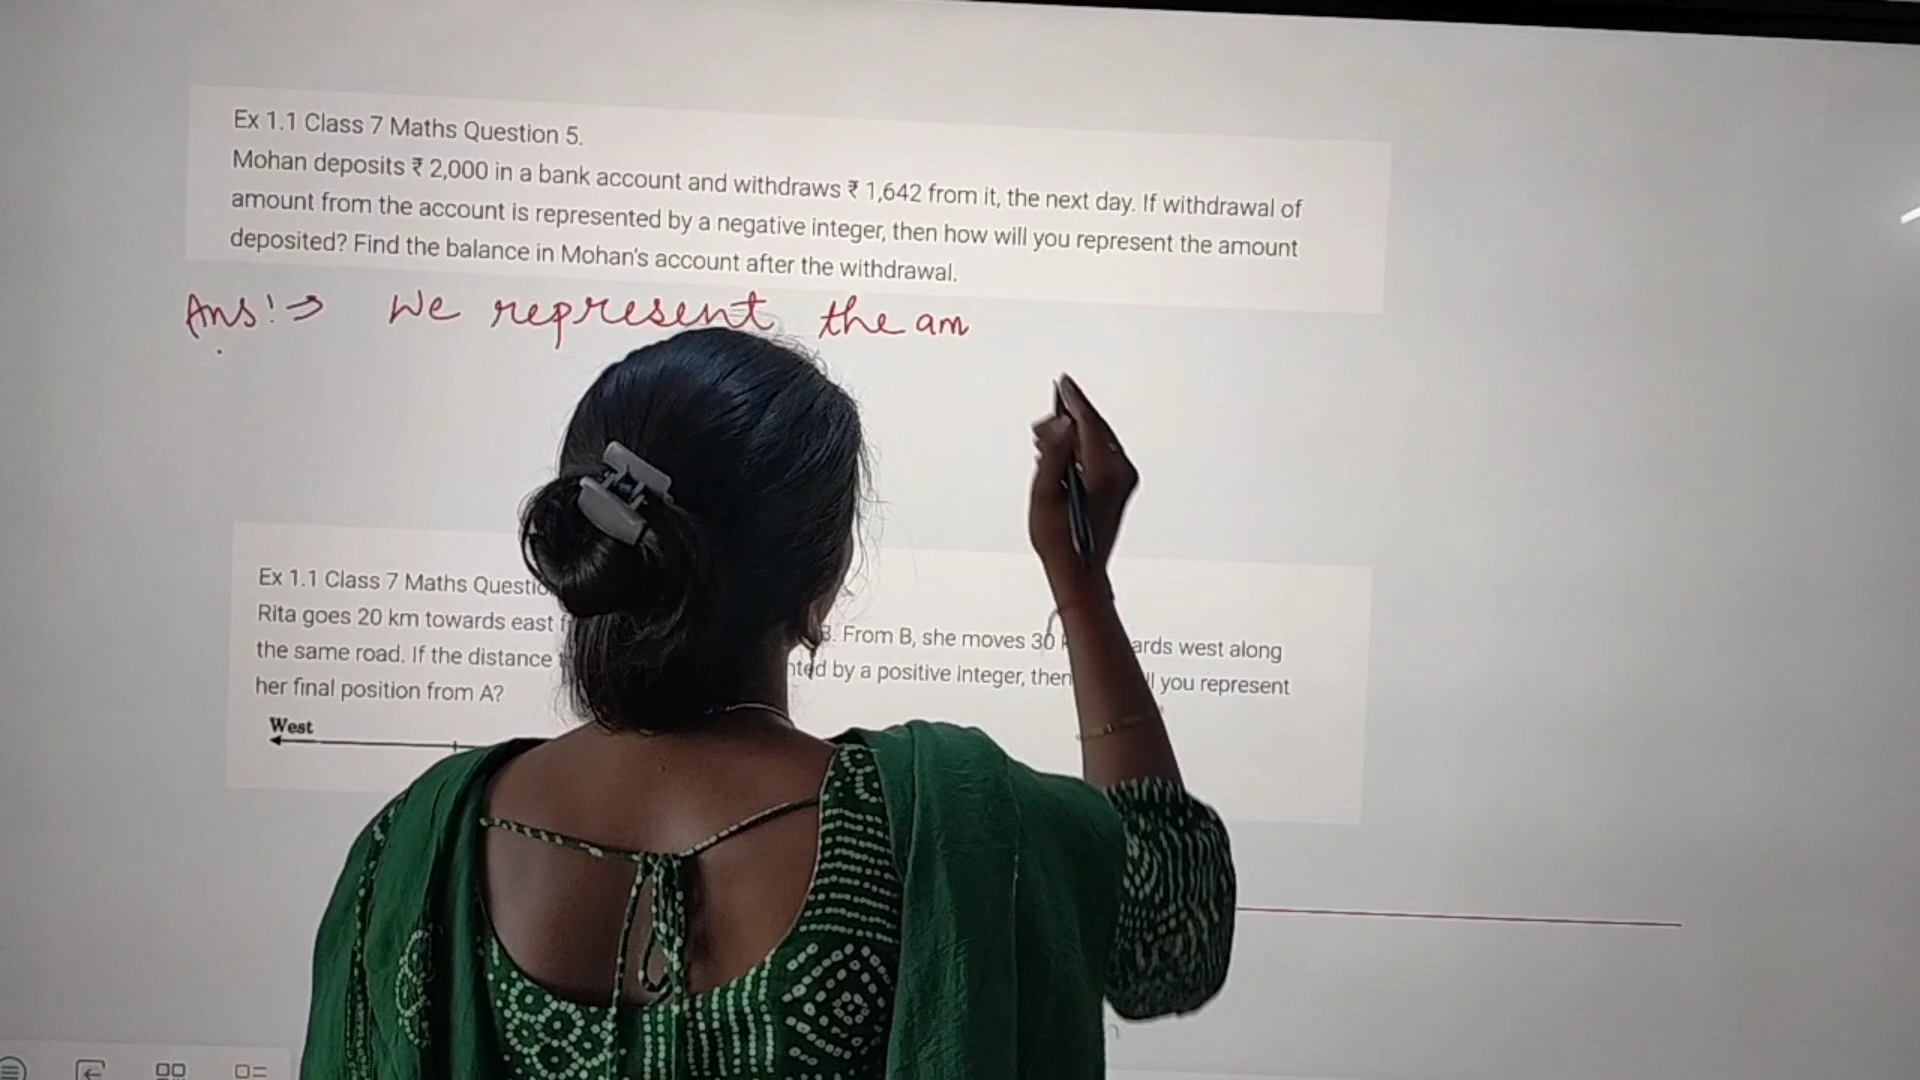 Ex 1.1 Class 7 Maths Question 5.
Mohan deposits ₹ 2,000 in a bank account and withdraws ₹ 1,642 from it, the next day. If withdrawal of
amount from the account is represented by a negative integer, then how will you represent the amount
deposited? Find the balance in Mohan's account after the withdrawal.
Ans:→ We represent the am
Ex 1.1 Class 7 Maths
Rita goes 20 km towards east B. From B, she moves 30 west along
the same road. If the distance by a positive integer, then you represent
her final position from A?
West